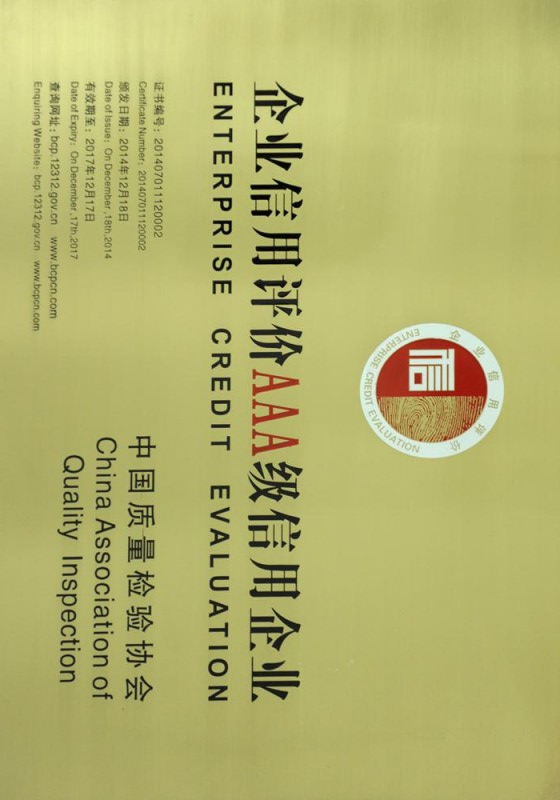 企业信用评价
ENTERPRISE CREDIT EVALUATION
信
企业信用评价AAA级信用企业
ENTERPRISE CREDIT EVALUATION
证书编号：201407011120002
Certificate Number: 201407011120002
颁发日期：2014年12月18日
Date of Issue: On December ,18th,2014
有效期至：2017年12月17日
Date of Expiry: On December ,17th,2017
查询网址：bcp.12312.gov.cn www.bcpcn.com
Enquiring Website: bcp.12312.gov.cn www.bcpcn.com
中国质量检验协会
China Association of
Quality Inspection